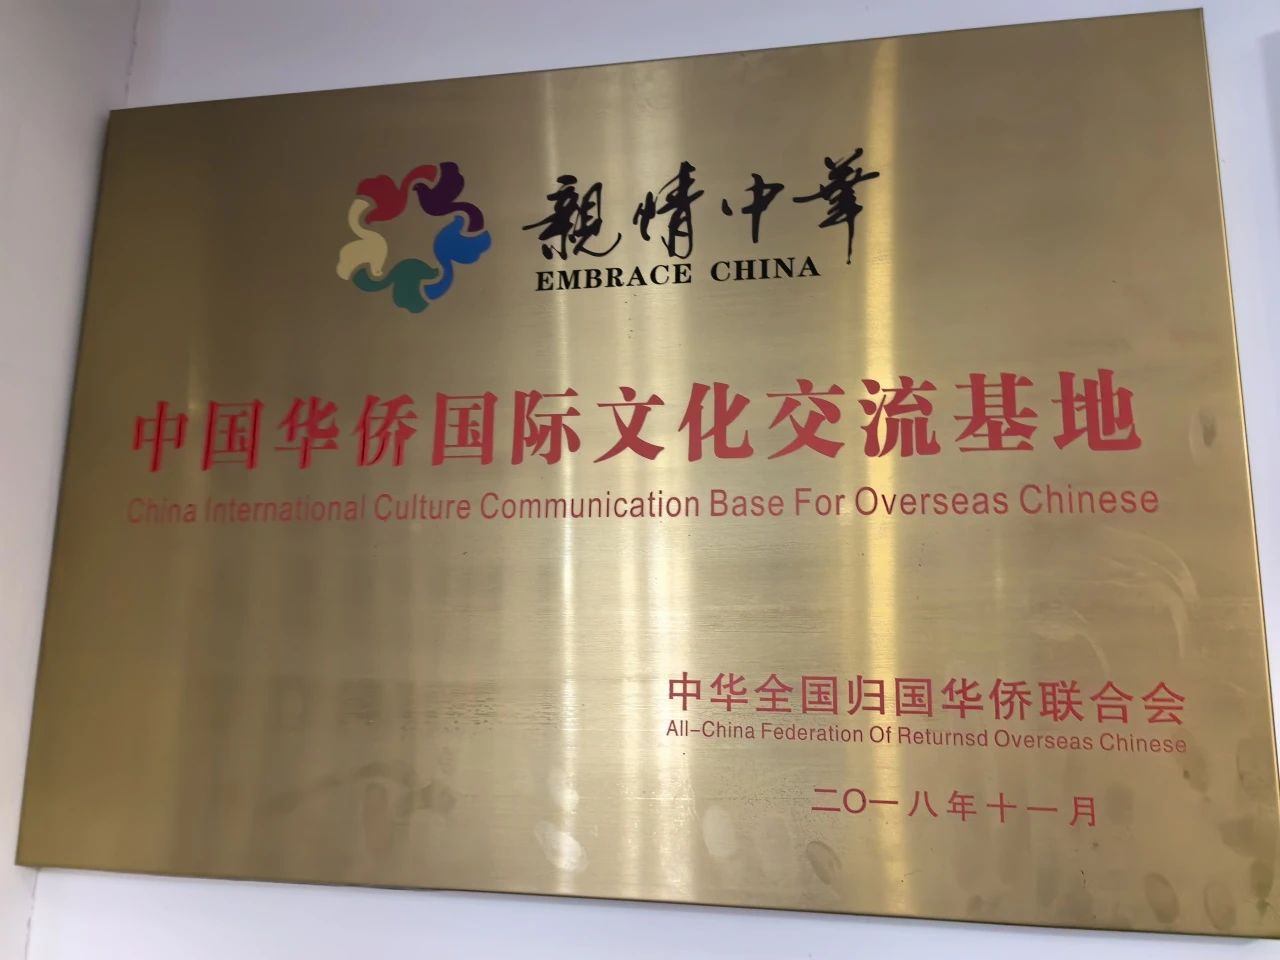 親情中華
EMBRACE CHINA
中国华侨国际文化交流基地
China International Culture Communication Base For Overseas Chinese
中华全国归国华侨联合会
All-China Federation Of Returnsd Overseas Chinese
二〇一八年十一月